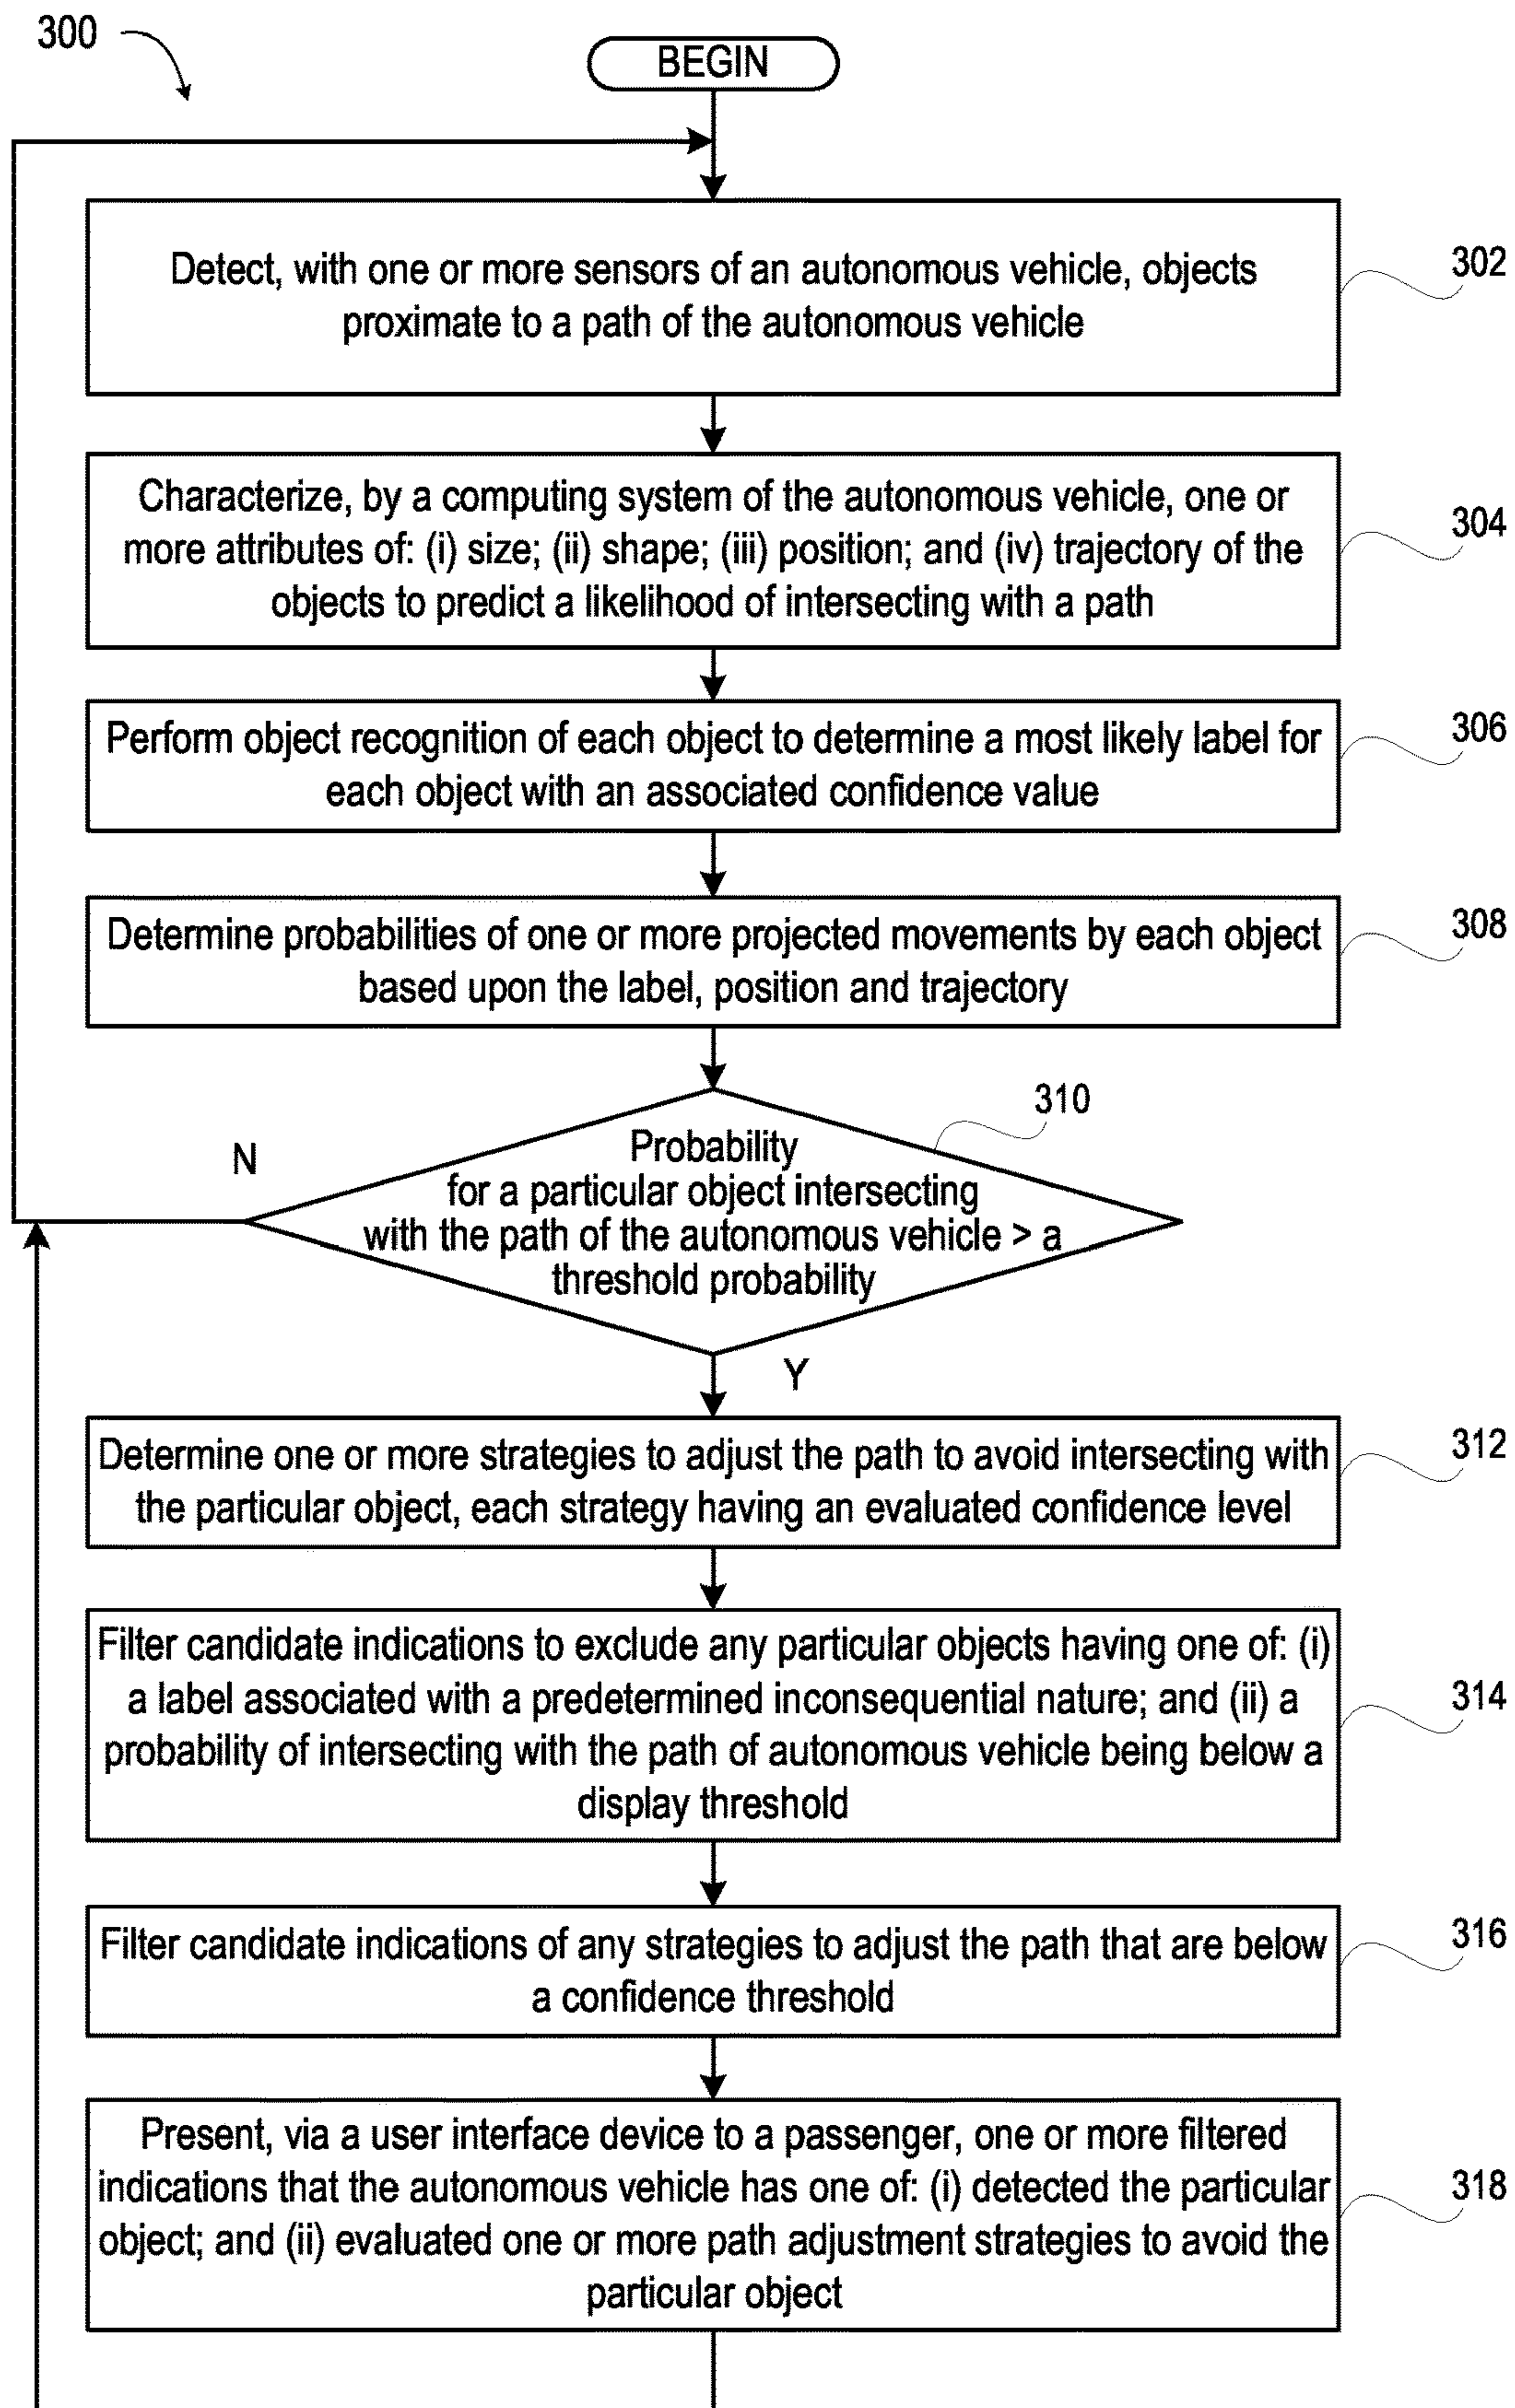 300
BEGIN
Detect, with one or more sensors of an autonomous vehicle, objects
proximate to a path of the autonomous vehicle
302
Characterize, by a computing system of the autonomous vehicle, one or
more attributes of: (i) size; (ii) shape; (iii) position; and (iv) trajectory of the
objects to predict a likelihood of intersecting with a path
304
Perform object recognition of each object to determine a most likely label for
each object with an associated confidence value
306
Determine probabilities of one or more projected movements by each object
based upon the label, position and trajectory
308
310
N
Probability
for a particular object intersecting
with the path of the autonomous vehicle > a
threshold probability
Y
Determine one or more strategies to adjust the path to avoid intersecting with
the particular object, each strategy having an evaluated confidence level
312
Filter candidate indications to exclude any particular objects having one of: (i)
a label associated with a predetermined inconsequential nature; and (ii) a
probability of intersecting with the path of autonomous vehicle being below a
display threshold
314
Filter candidate indications of any strategies to adjust the path that are below
a confidence threshold
316
Present, via a user interface device to a passenger, one or more filtered
indications that the autonomous vehicle has one of: (i) detected the particular
object; and (ii) evaluated one or more path adjustment strategies to avoid the
particular object
318